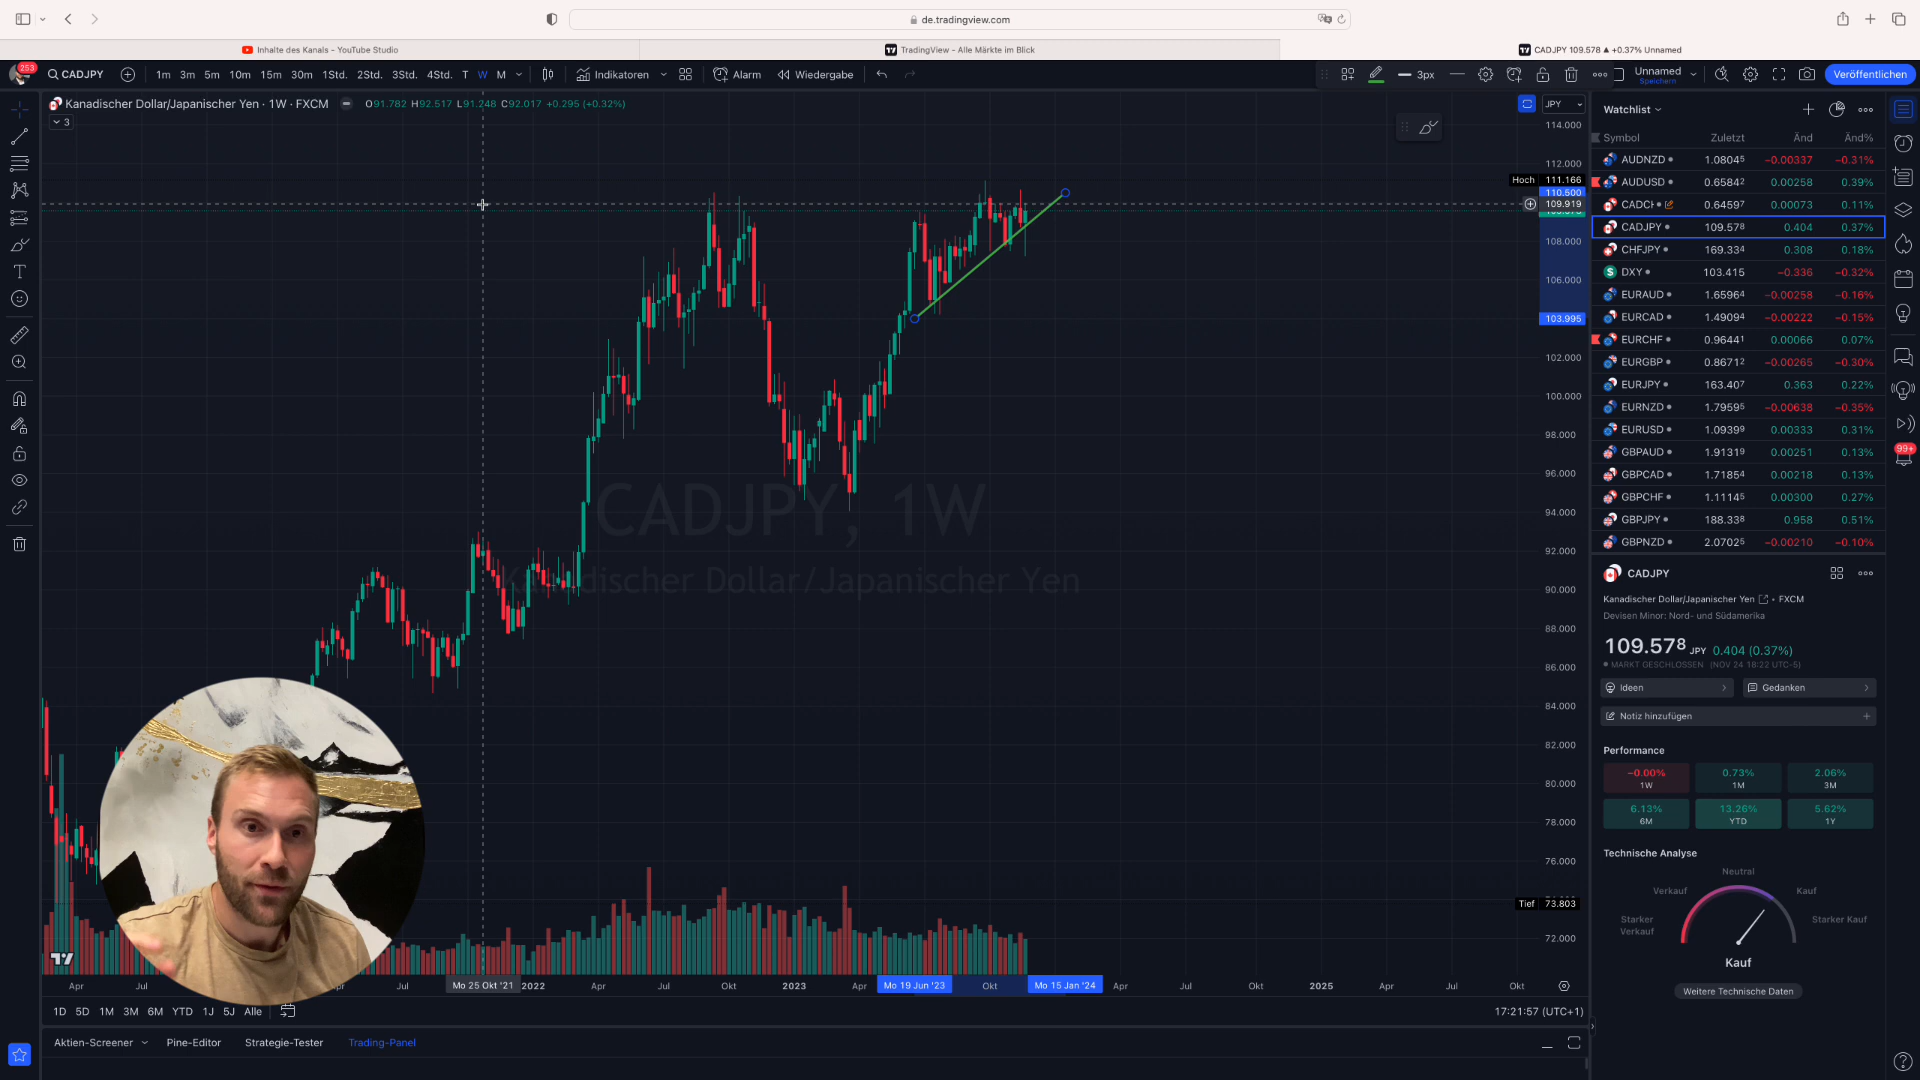 de.tradingview.com
Inhalte des Kanals – YouTube Studio
TradingView – Alle Märkte im Blick
CADJPY 109.578 ▲ +0.37% Unnamed
253
CADJPY
1m 3m 5m 10m 15m 30m 1Std. 2Std. 3Std. 4Std. T W M
Indikatoren
Alarm
Wiedergabe
3px
Unnamed
Speichern
Veröffentlichen
Kanadischer Dollar/Japanischer Yen · 1W · FXCM
O91.782 H92.517 L91.248 C92.017 +0.295 (+0.32%)
3
JPY
114.000
112.000
Hoch 111.166
110.500
109.919
108.000
106.000
103.995
102.000
100.000
98.000
96.000
94.000
92.000
90.000
88.000
86.000
84.000
82.000
80.000
78.000
76.000
Tief 73.803
72.000
CADJPY, 1W
Kanadischer Dollar/Japanischer Yen
Apr Jul Jul Mo 25 Okt '21 2022 Apr Jul Okt 2023 Apr Mo 19 Jun '23 Okt Mo 15 Jan '24 Apr Jul Okt 2025 Apr Jul Okt
1D 5D 1M 3M 6M YTD 1J 5J Alle
17:21:57 (UTC+1)
Aktien-Screener Pine-Editor Strategie-Tester Trading-Panel
Watchlist
Symbol Zuletzt Änd Änd%
AUDNZD 1.08045 −0.00337 −0.31%
AUDUSD 0.65842 0.00258 0.39%
CADCH 0.64597 0.00073 0.11%
CADJPY 109.578 0.404 0.37%
CHFJPY 169.334 0.308 0.18%
DXY 103.415 −0.336 −0.32%
EURAUD 1.65964 −0.00258 −0.16%
EURCAD 1.49094 −0.00222 −0.15%
EURCHF 0.96441 0.00066 0.07%
EURGBP 0.86712 −0.00265 −0.30%
EURJPY 163.407 0.363 0.22%
EURNZD 1.79595 −0.00638 −0.35%
EURUSD 1.09399 0.00333 0.31%
GBPAUD 1.91319 0.00251 0.13%
GBPCAD 1.71854 0.00218 0.13%
GBPCHF 1.11145 0.00300 0.27%
GBPJPY 188.338 0.958 0.51%
GBPNZD 2.07025 −0.00210 −0.10%
99+
CADJPY
Kanadischer Dollar/Japanischer Yen • FXCM
Devisen Minor: Nord- und Südamerika
109.578 JPY 0.404 (0.37%)
MARKT GESCHLOSSEN (NOV 24 18:22 UTC-5)
Ideen
Gedanken
Notiz hinzufügen
Performance
−0.00% 0.73% 2.06%
1W 1M 3M
6.13% 13.26% 5.62%
6M YTD 1Y
Technische Analyse
Neutral
Verkauf Kauf
Starker Verkauf Starker Kauf
Kauf
Weitere Technische Daten